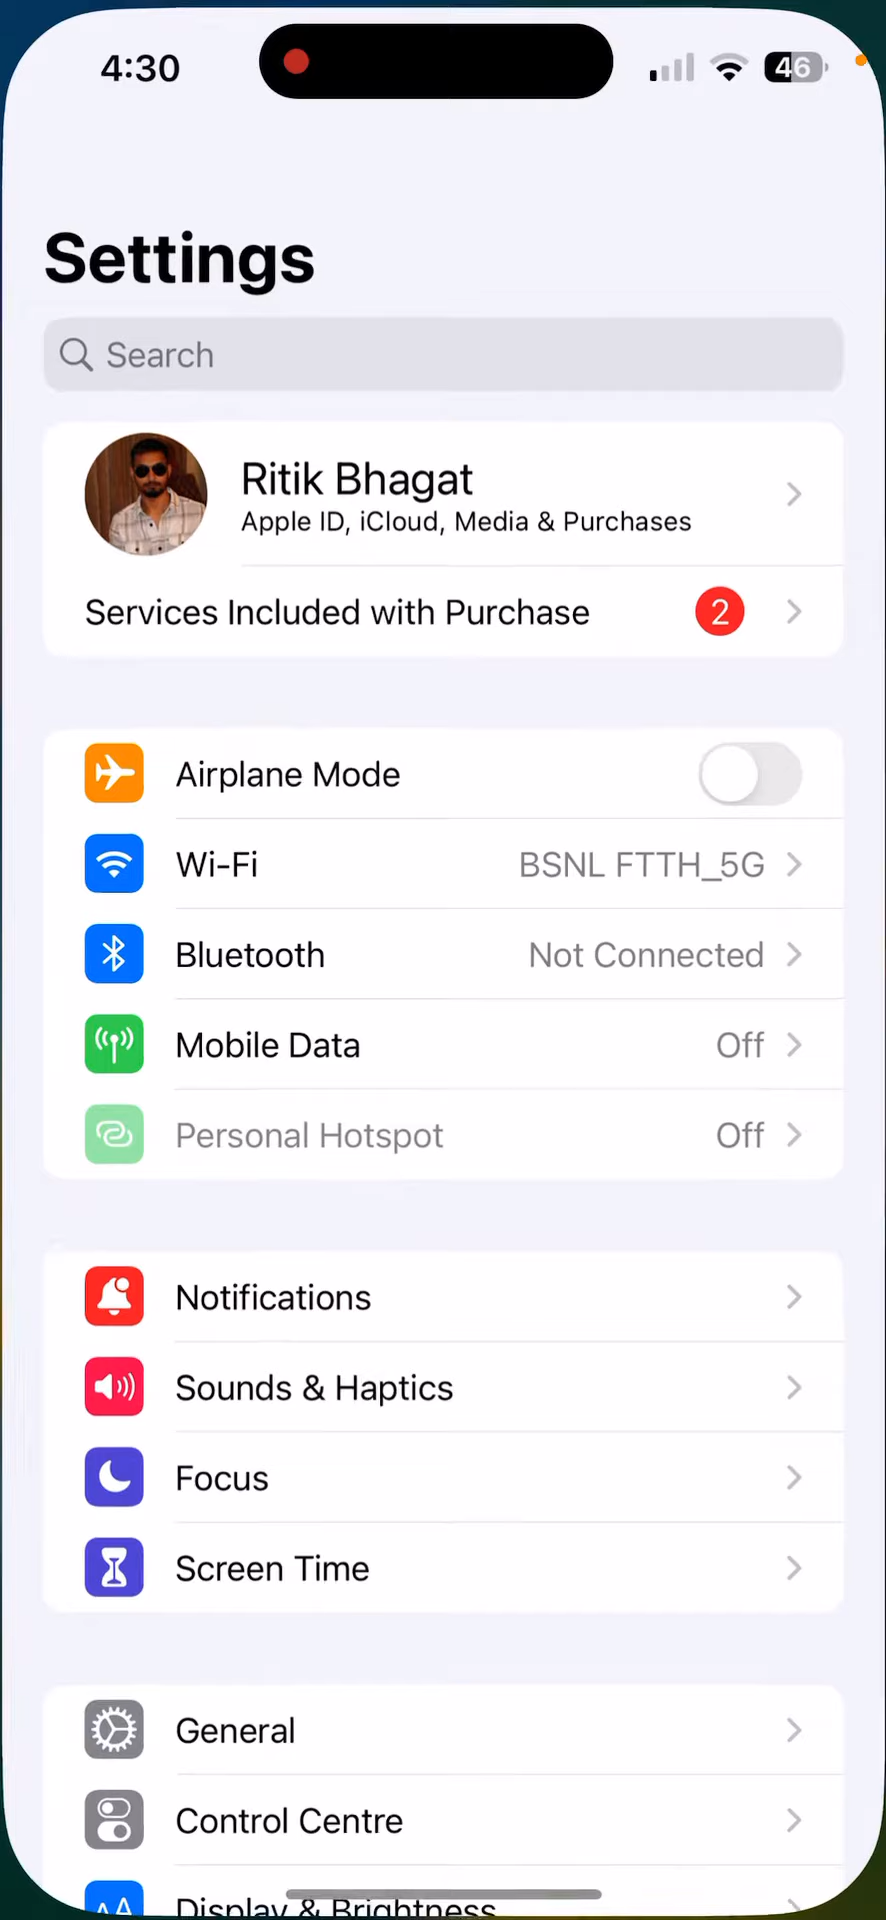 4:30
46
Settings
Search
Ritik Bhagat
Apple ID, iCloud, Media & Purchases
Services Included with Purchase 2
Airplane Mode
Wi-Fi BSNL FTTH_5G
Bluetooth Not Connected
Mobile Data Off
Personal Hotspot Off
Notifications
Sounds & Haptics
Focus
Screen Time
General
Control Centre
AA Display & Brightness